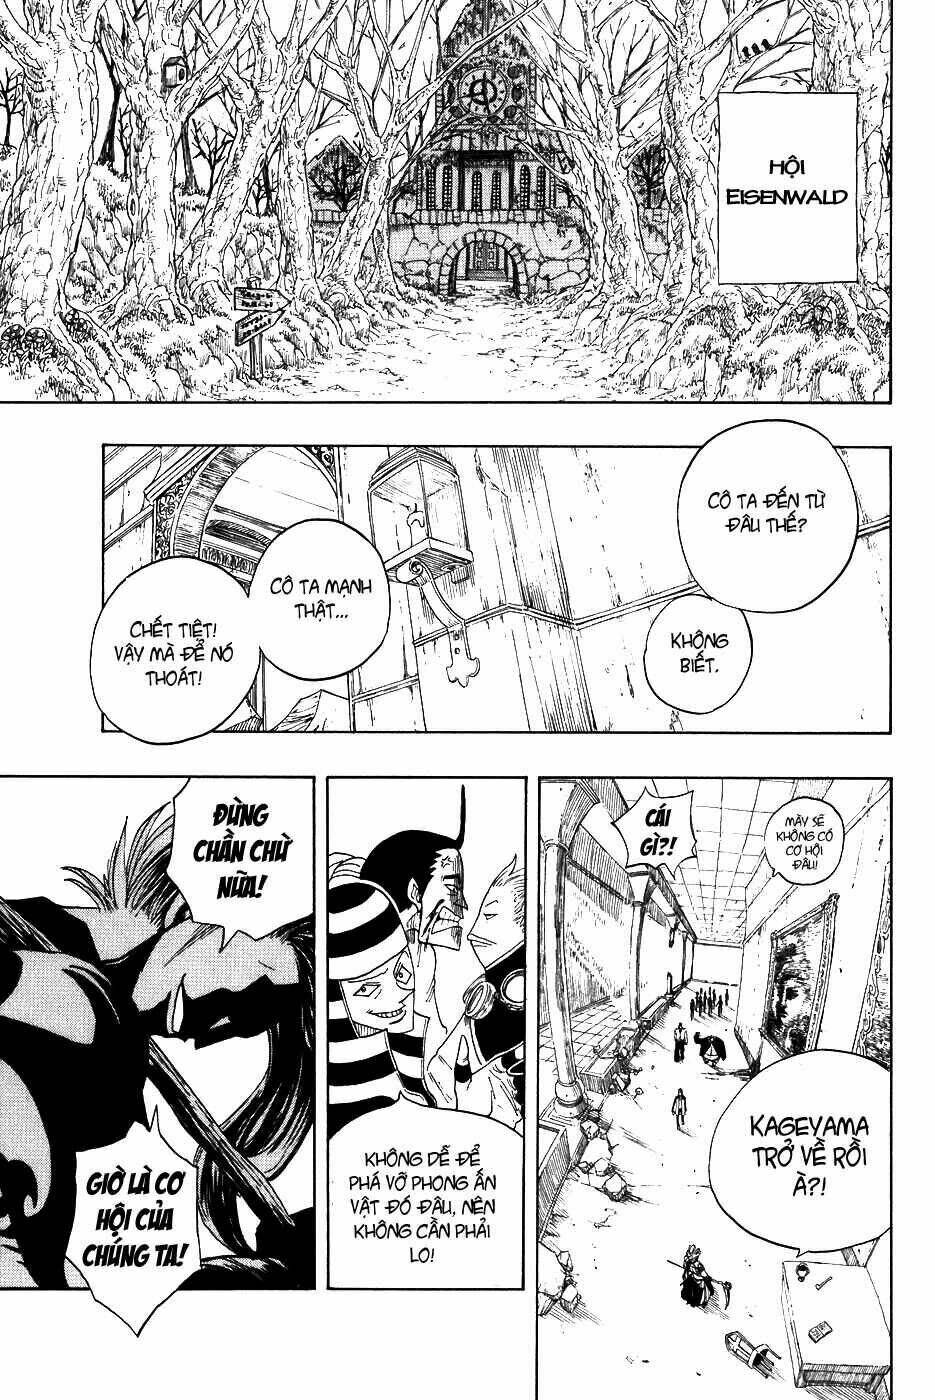 HỘI
EISENWALD
CÔ TA ĐẾN TỪ
ĐÂU THẾ?
KHÔNG
BIẾT.
CÔ TA MẠNH
THẬT...
CHẾT TIỆT!
VẬY MÀ ĐỂ NÓ
THOÁT!
MÀY SẼ
KHÔNG CÓ
CƠ HỘI
ĐÂU!
CÁI
GÌ?!
KAGEYAMA
TRỞ VỀ RỒI
À?!
KHÔNG DỄ ĐỂ
PHÁ VỠ PHONG ẤN
VẬT ĐÓ ĐÂU, NÊN
KHÔNG CẦN PHẢI
LO!
ĐỪNG
CHẦN CHỪ
NỮA!
GIỜ LÀ CƠ
HỘI CỦA
CHÚNG TA!